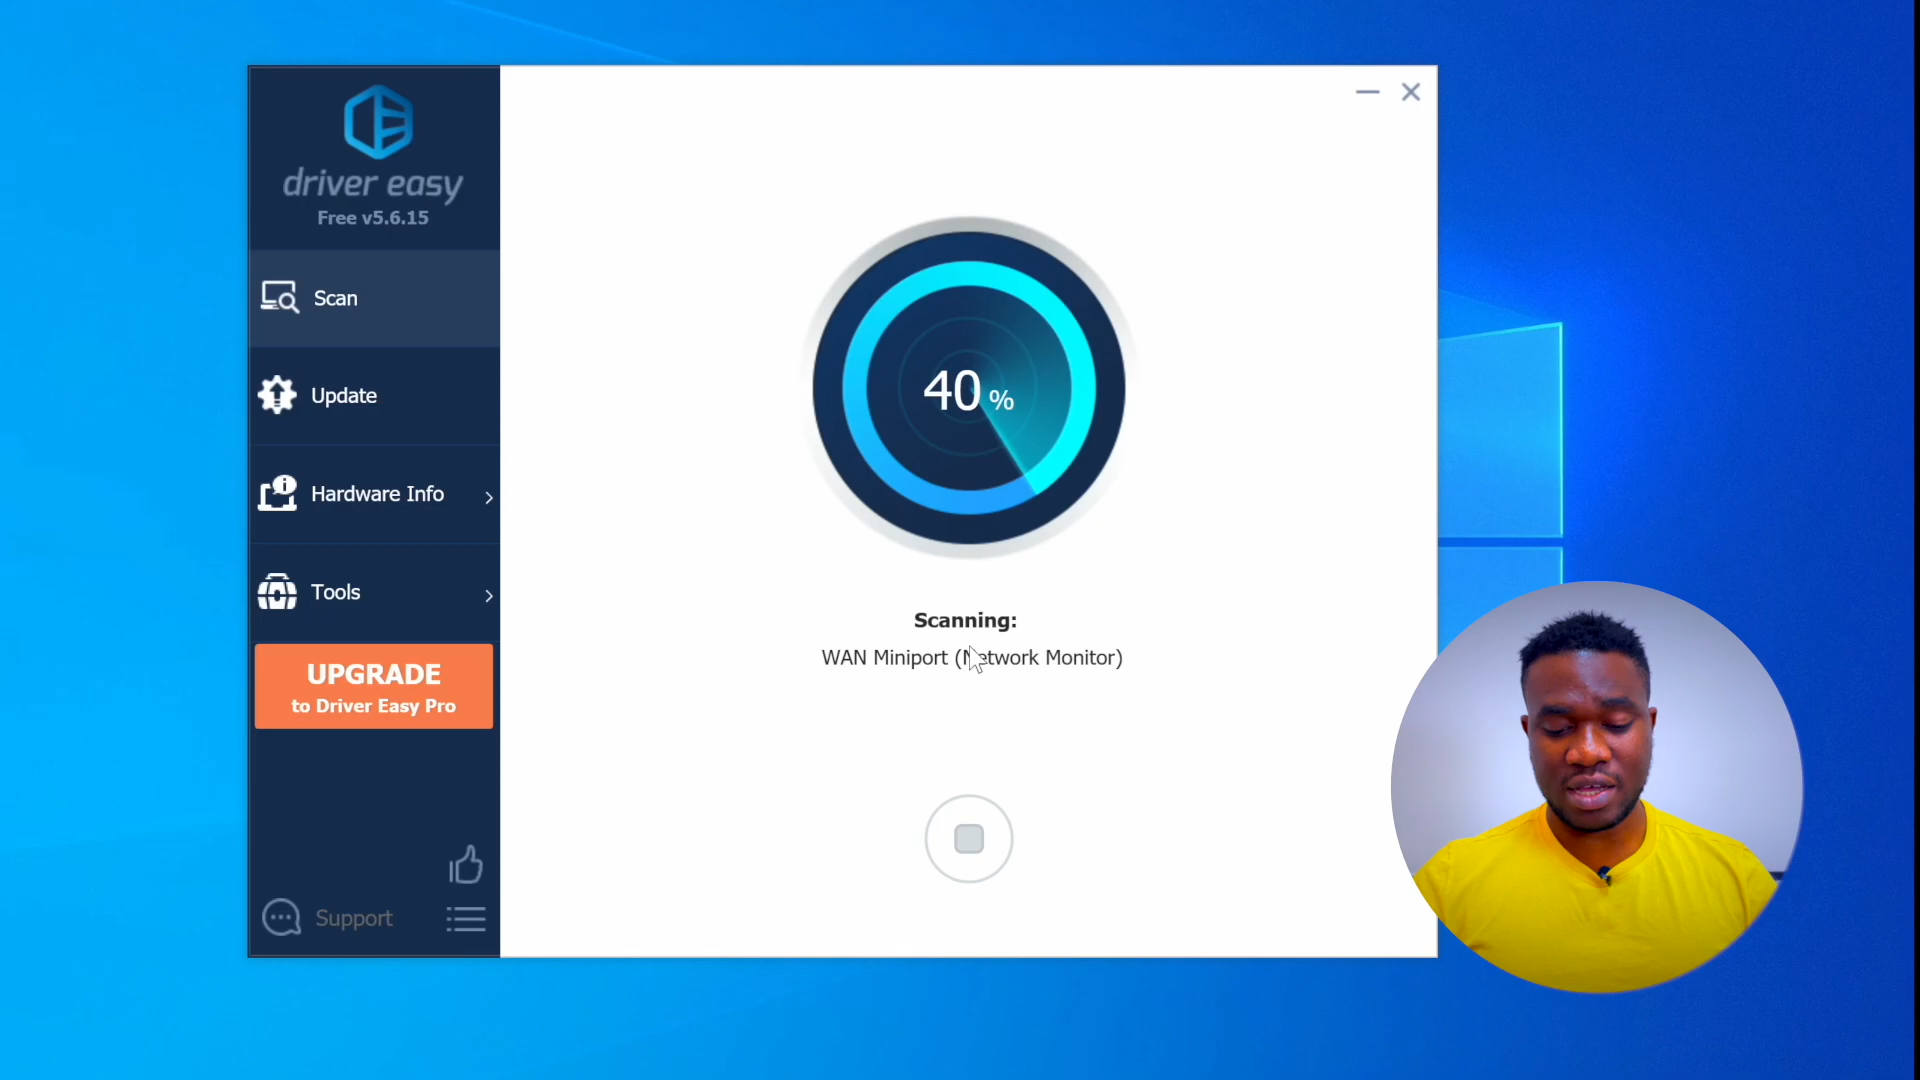 driver easy
Free v5.6.15
Scan
Update
Hardware Info
Tools
UPGRADE
to Driver Easy Pro
Support
40 %
Scanning:
WAN Miniport (Network Monitor)